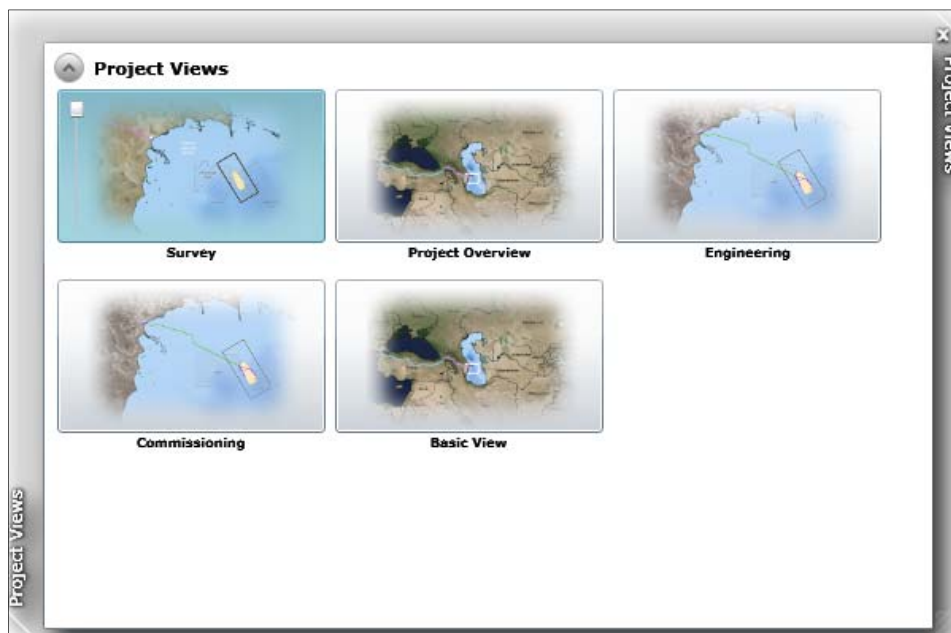 Project Views
Survey
Project Overview
Engineering
Commissioning
Basic View
Project Views
x
Project Views